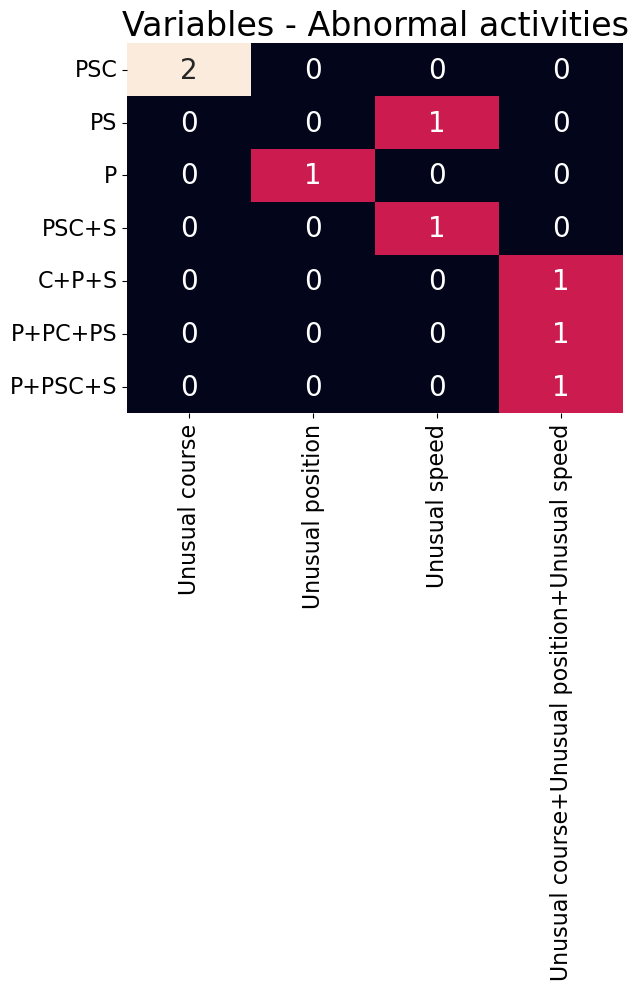 Variables - Abnormal activities
PSC 2 0 0 0
PS 0 0 1 0
P 0 1 0 0
PSC+S 0 0 1 0
C+P+S 0 0 0 1
P+PC+PS 0 0 0 1
P+PSC+S 0 0 0 1
Unusual course
Unusual position
Unusual speed
Unusual course+Unusual position+Unusual speed